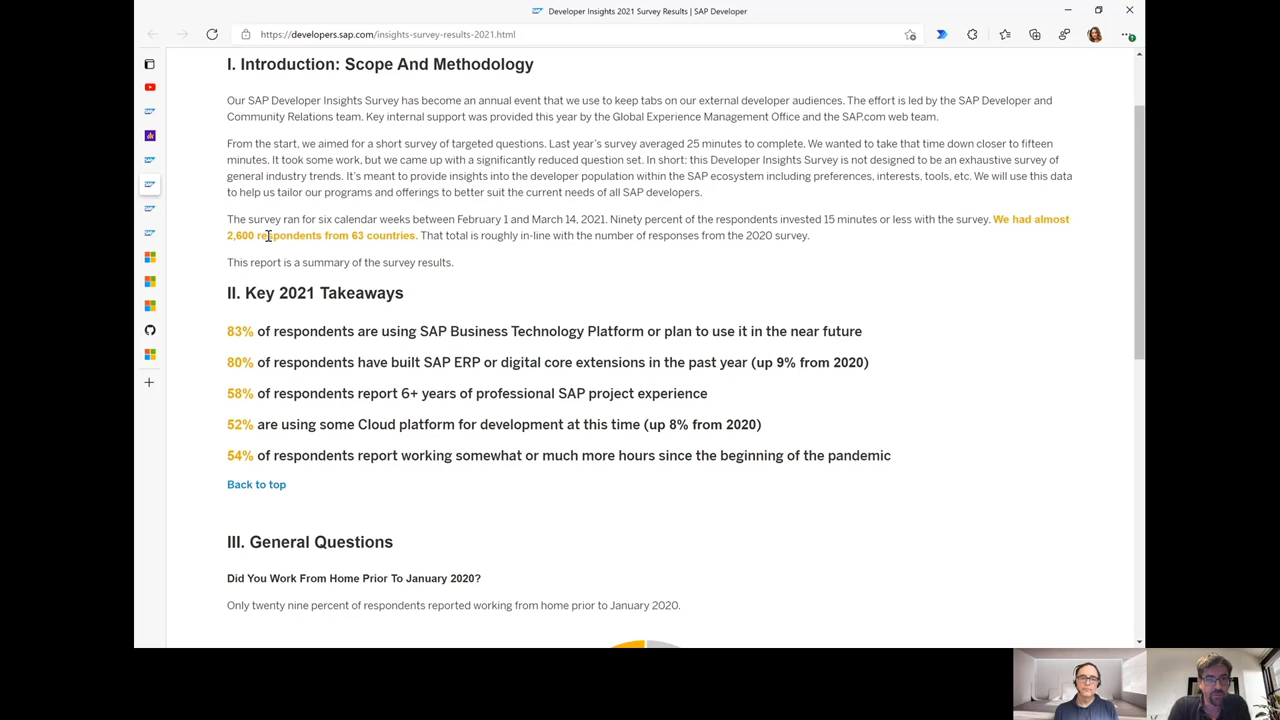 Developer Insights 2021 Survey Results | SAP Developer
https://developers.sap.com/insights-survey-results-2021.html
I. Introduction: Scope And Methodology
Our SAP Developer Insights Survey has become an annual event that we use to keep tabs on our external developer audiences. The effort is led by the SAP Developer and
Community Relations team. Key internal support was provided this year by the Global Experience Management Office and the SAP.com web team.
From the start, we aimed for a short survey of targeted questions. Last year's survey averaged 25 minutes to complete. We wanted to take that time down closer to fifteen
minutes. It took some work, but we came up with a significantly reduced question set. In short: this Developer Insights Survey is not designed to be an exhaustive survey of
general industry trends. It's meant to provide insights into the developer population within the SAP ecosystem including preferences, interests, tools, etc. We will use this data
to help us tailor our programs and offerings to better suit the current needs of all SAP developers.
The survey ran for six calendar weeks between February 1 and March 14, 2021. Ninety percent of the respondents invested 15 minutes or less with the survey. We had almost
2,600 respondents from 63 countries. That total is roughly in-line with the number of responses from the 2020 survey.
This report is a summary of the survey results.
II. Key 2021 Takeaways
83% of respondents are using SAP Business Technology Platform or plan to use it in the near future
80% of respondents have built SAP ERP or digital core extensions in the past year (up 9% from 2020)
58% of respondents report 6+ years of professional SAP project experience
52% are using some Cloud platform for development at this time (up 8% from 2020)
54% of respondents report working somewhat or much more hours since the beginning of the pandemic
Back to top
III. General Questions
Did You Work From Home Prior To January 2020?
Only twenty nine percent of respondents reported working from home prior to January 2020.